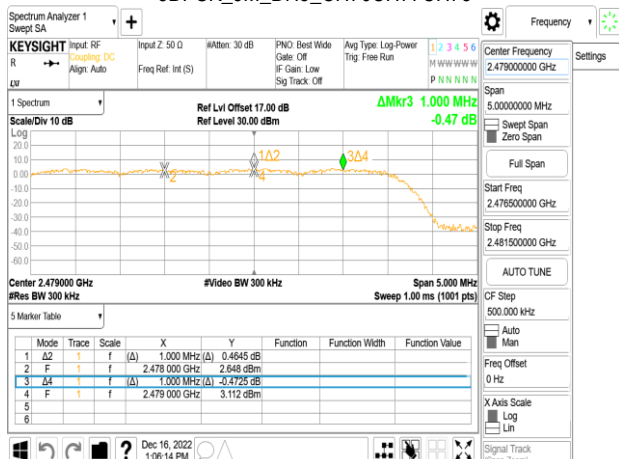 Spectrum Analyzer 1
Swept SA
+
Frequency
KEYSIGHT
R
Input: RF
Coupling: DC
Align: Auto
Input Z: 50 Ω
Freq Ref: Int (S)
#Atten: 30 dB
PNO: Best Wide
Gate: Off
IF Gain: Low
Sig Track: Off
Avg Type: Log-Power
Trig: Free Run
1 2 3 4 5 6
M W W W W W
P N N N N N
Center Frequency
2.479000000 GHz
Settings
1 Spectrum
Scale/Div 10 dB
Ref Lvl Offset 17.00 dB
Ref Level 30.00 dBm
ΔMkr3 1.000 MHz
-0.47 dB
Span
5.00000000 MHz
Swept Span
Zero Span
Full Span
Start Freq
2.476500000 GHz
Stop Freq
2.481500000 GHz
AUTO TUNE
CF Step
500.000 kHz
Auto
Man
Freq Offset
0 Hz
X Axis Scale
Log
Lin
Signal Track
Log
20.0
10.0
0.00
-10.0
-20.0
-30.0
-40.0
-50.0
-60.0
2
1Δ2
4
3Δ4
Center 2.479000 GHz
#Res BW 300 kHz
#Video BW 300 kHz
Span 5.000 MHz
Sweep 1.00 ms (1001 pts)
5 Marker Table
Mode Trace Scale X Y Function Function Width Function Value
1 Δ2 1 f (Δ) 1.000 MHz (Δ) 0.4645 dB
2 F 1 f 2.478 000 GHz 2.648 dBm
3 Δ4 1 f (Δ) 1.000 MHz (Δ) -0.4725 dB
4 F 1 f 2.479 000 GHz 3.112 dBm
5
6
?
Dec 16, 2022
1:06:14 PM